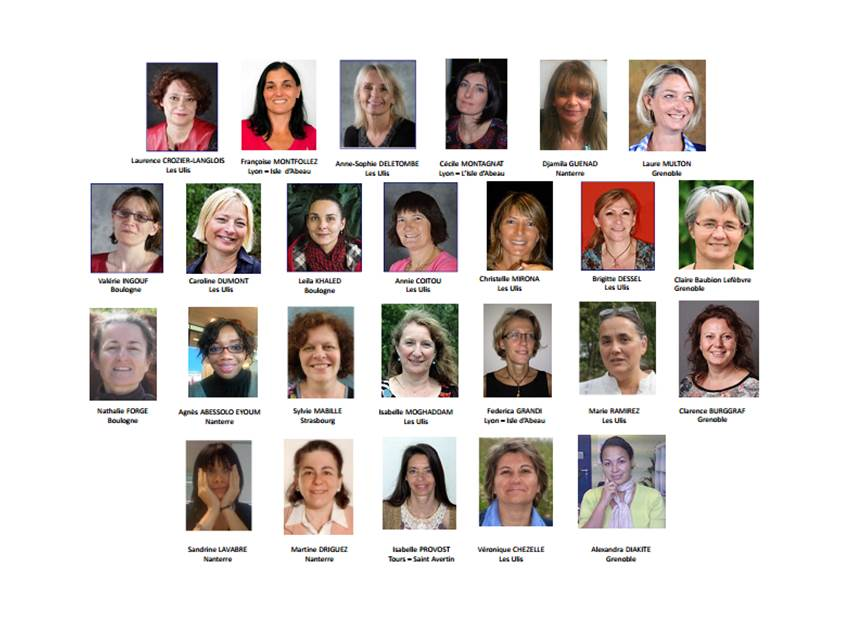 Laurence CROZIER-LANGLOIS
Les Ulis
Françoise MONTFOLLEZ
Lyon – Isle d'Abeau
Anne-Sophie DELETOMBE
Les Ulis
Cécile MONTAGNAT
Lyon – L'Isle d'Abeau
Djamila GUENAD
Nanterre
Laure MULTON
Grenoble
Valérie INGOUF
Boulogne
Caroline DUMONT
Les Ulis
Leila KHALED
Boulogne
Annie COITOU
Les Ulis
Christelle MIRONA
Les Ulis
Brigitte DESSEL
Les Ulis
Claire Baubion Lefèbvre
Grenoble
Nathalie FORGE
Boulogne
Agnès ABESSOLO EYOUM
Nanterre
Sylvie MABILLE
Strasbourg
Isabelle MOGHADDAM
Les Ulis
Federica GRANDI
Lyon – Isle d'Abeau
Marie RAMIREZ
Les Ulis
Clarence BURGGRAF
Grenoble
Sandrine LAVABRE
Nanterre
Martine DRIGUEZ
Nanterre
Isabelle PROVOST
Tours – Saint Avertin
Véronique CHEZELLE
Les Ulis
Alexandra DIAKITE
Grenoble